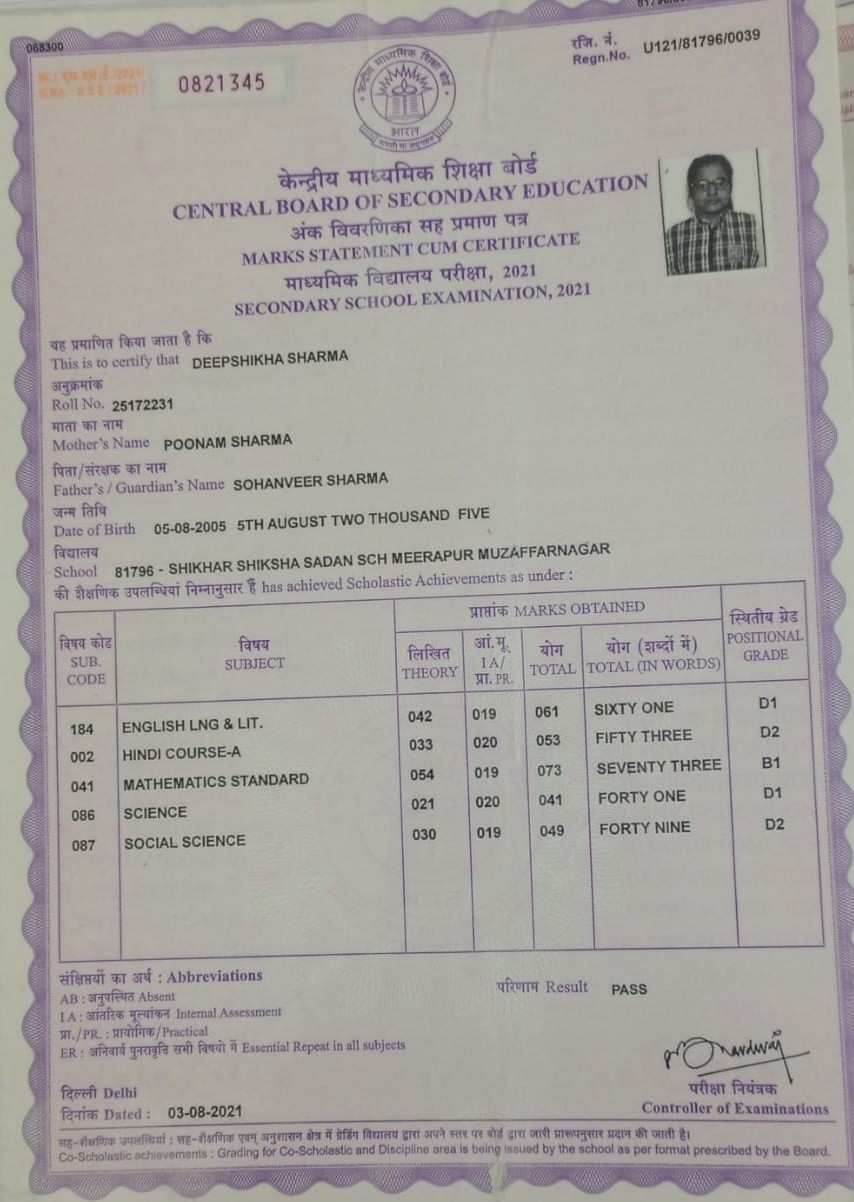 068300
रजि. नं.
Regn.No. U121/81796/0039
0821345
केन्द्रीय माध्यमिक शिक्षा बोर्ड
भारत
केन्द्रीय माध्यमिक शिक्षा बोर्ड
CENTRAL BOARD OF SECONDARY EDUCATION
अंक विवरणिका सह प्रमाण पत्र
MARKS STATEMENT CUM CERTIFICATE
माध्यमिक विद्यालय परीक्षा, 2021
SECONDARY SCHOOL EXAMINATION, 2021
यह प्रमाणित किया जाता है कि
This is to certify that DEEPSHIKHA SHARMA
अनुक्रमांक
Roll No. 25172231
माता का नाम
Mother's Name POONAM SHARMA
पिता/संरक्षक का नाम
Father's / Guardian's Name SOHANVEER SHARMA
जन्म तिथि
Date of Birth 05-08-2005 5TH AUGUST TWO THOUSAND FIVE
विद्यालय
School 81796 - SHIKHAR SHIKSHA SADAN SCH MEERAPUR MUZAFFARNAGAR
की शैक्षणिक उपलब्धियां निम्नानुसार हैं has achieved Scholastic Achievements as under :
विषय कोड SUB. CODE
विषय SUBJECT
प्राप्तांक MARKS OBTAINED
लिखित THEORY
आं.मू. I A/ प्रा. PR.
योग TOTAL
योग (शब्दों में) TOTAL (IN WORDS)
स्थितीय ग्रेड POSITIONAL GRADE
184 ENGLISH LNG & LIT. 042 019 061 SIXTY ONE D1
002 HINDI COURSE-A 033 020 053 FIFTY THREE D2
041 MATHEMATICS STANDARD 054 019 073 SEVENTY THREE B1
086 SCIENCE 021 020 041 FORTY ONE D1
087 SOCIAL SCIENCE 030 019 049 FORTY NINE D2
संक्षिप्तियों का अर्थ : Abbreviations
परिणाम Result PASS
AB : अनुपस्थित Absent
I A : आंतरिक मूल्यांकन Internal Assessment
प्रा./PR. : प्रायोगिक/Practical
ER : अनिवार्य पुनरावृत्ति सभी विषयो में Essential Repeat in all subjects
दिल्ली Delhi
परीक्षा नियंत्रक
दिनांक Dated : 03-08-2021
Controller of Examinations
सह-शैक्षणिक उपलब्धियां : सह-शैक्षणिक एवम् अनुशासन क्षेत्र में ग्रेडिंग विद्यालय द्वारा अपने स्तर पर बोर्ड द्वारा जारी प्रारूपनुसार प्रदान की जाती है।
Co-Scholastic achievements : Grading for Co-Scholastic and Discipline area is being issued by the school as per format prescribed by the Board.